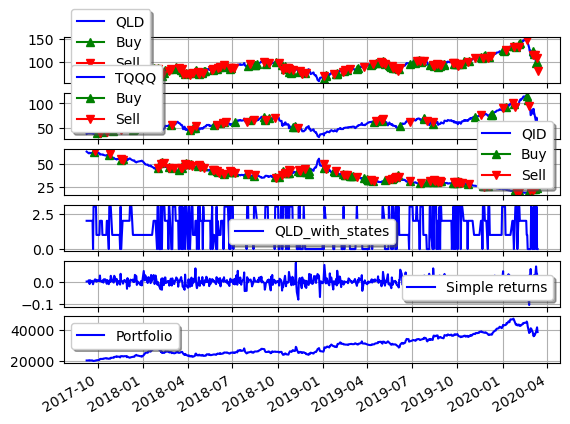 QLD
Buy
Sell
150
100
TQQQ
Buy
Sell
100
50
QID
Buy
Sell
50
25
2.5
0.0
QLD_with_states
0.0
−0.1
Simple returns
40000
20000
Portfolio
2017-10
2018-01
2018-04
2018-07
2018-10
2019-01
2019-04
2019-07
2019-10
2020-01
2020-04